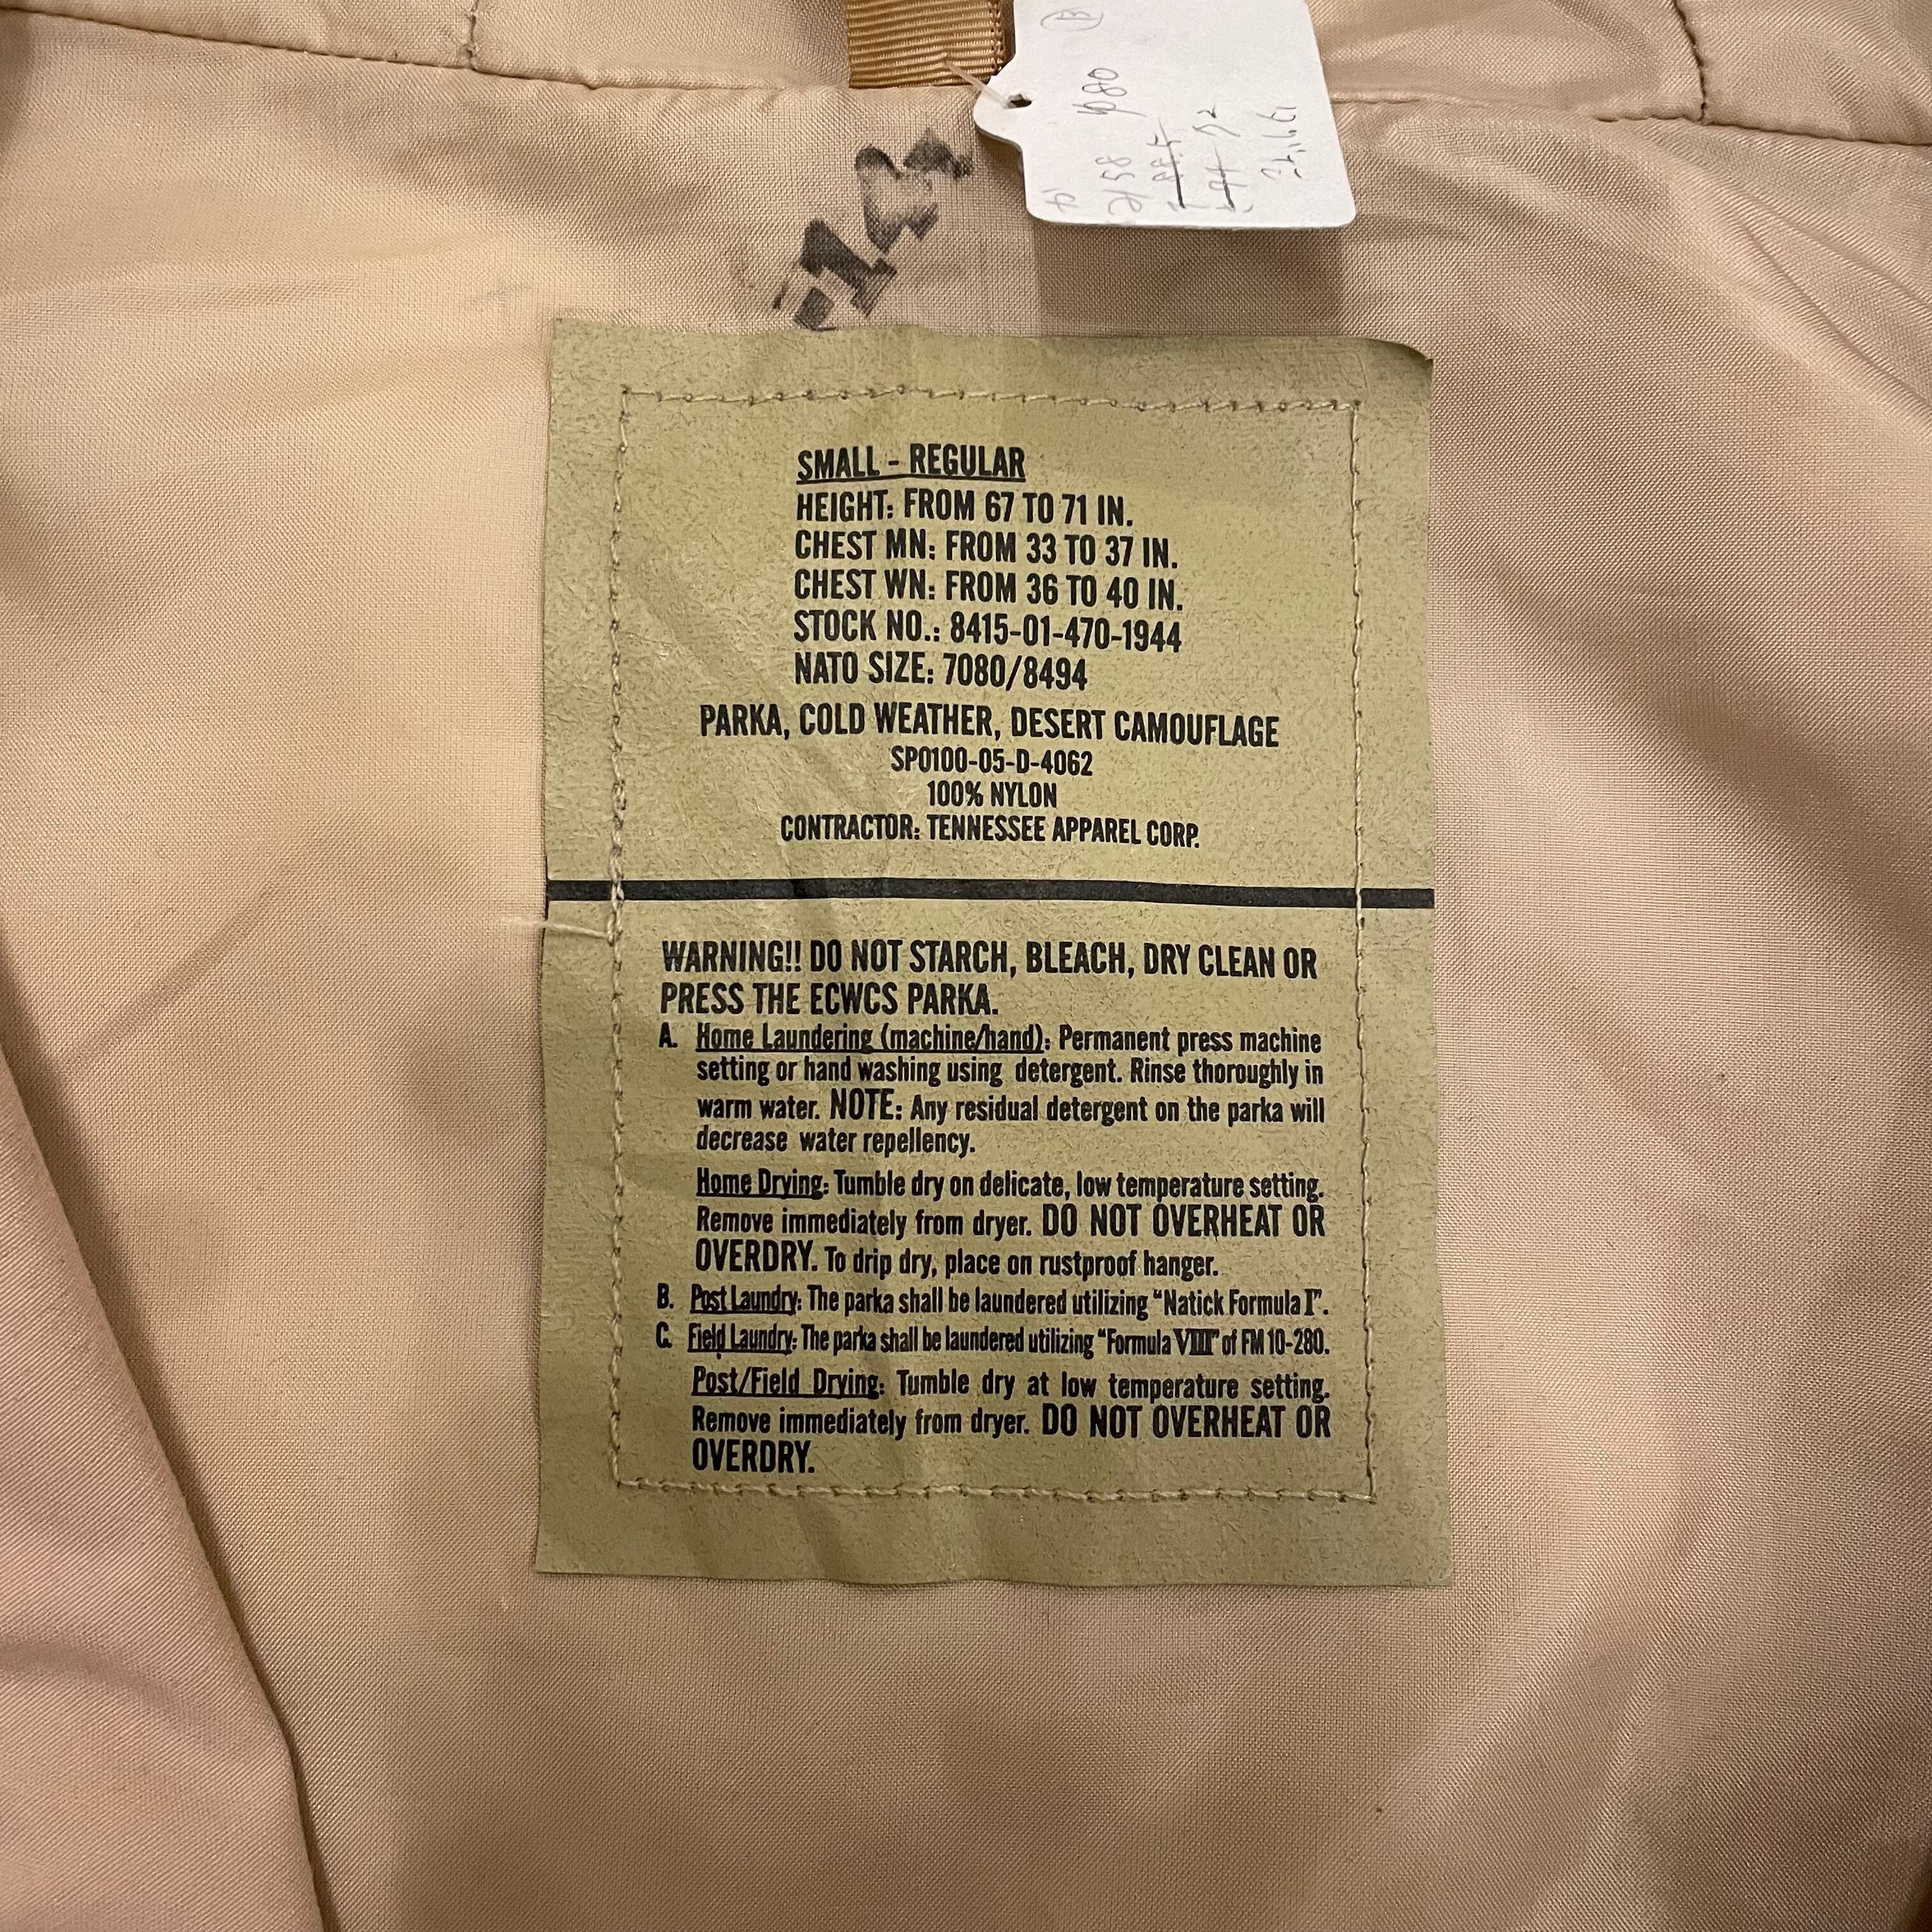 SMALL - REGULAR
HEIGHT: FROM 67 TO 71 IN.
CHEST MN: FROM 33 TO 37 IN.
CHEST WN: FROM 36 TO 40 IN.
STOCK NO.: 8415-01-470-1944
NATO SIZE: 7080/8494
PARKA, COLD WEATHER, DESERT CAMOUFLAGE
SP0100-05-D-4062
100% NYLON
CONTRACTOR: TENNESSEE APPAREL CORP.
WARNING!! DO NOT STARCH, BLEACH, DRY CLEAN OR
PRESS THE ECWCS PARKA.
A. Home Laundering (machine/hand): Permanent press machine
setting or hand washing using detergent. Rinse thoroughly in
warm water. NOTE: Any residual detergent on the parka will
decrease water repellency.
Home Drying: Tumble dry on delicate, low temperature setting.
Remove immediately from dryer. DO NOT OVERHEAT OR
OVERDRY. To drip dry, place on rustproof hanger.
B. Post Laundry: The parka shall be laundered utilizing "Natick Formula I".
C. Field Laundry: The parka shall be laundered utilizing "Formula VIII" of FM 10-280.
Post/Field Drying: Tumble dry at low temperature setting.
Remove immediately from dryer. DO NOT OVERHEAT OR
OVERDRY.